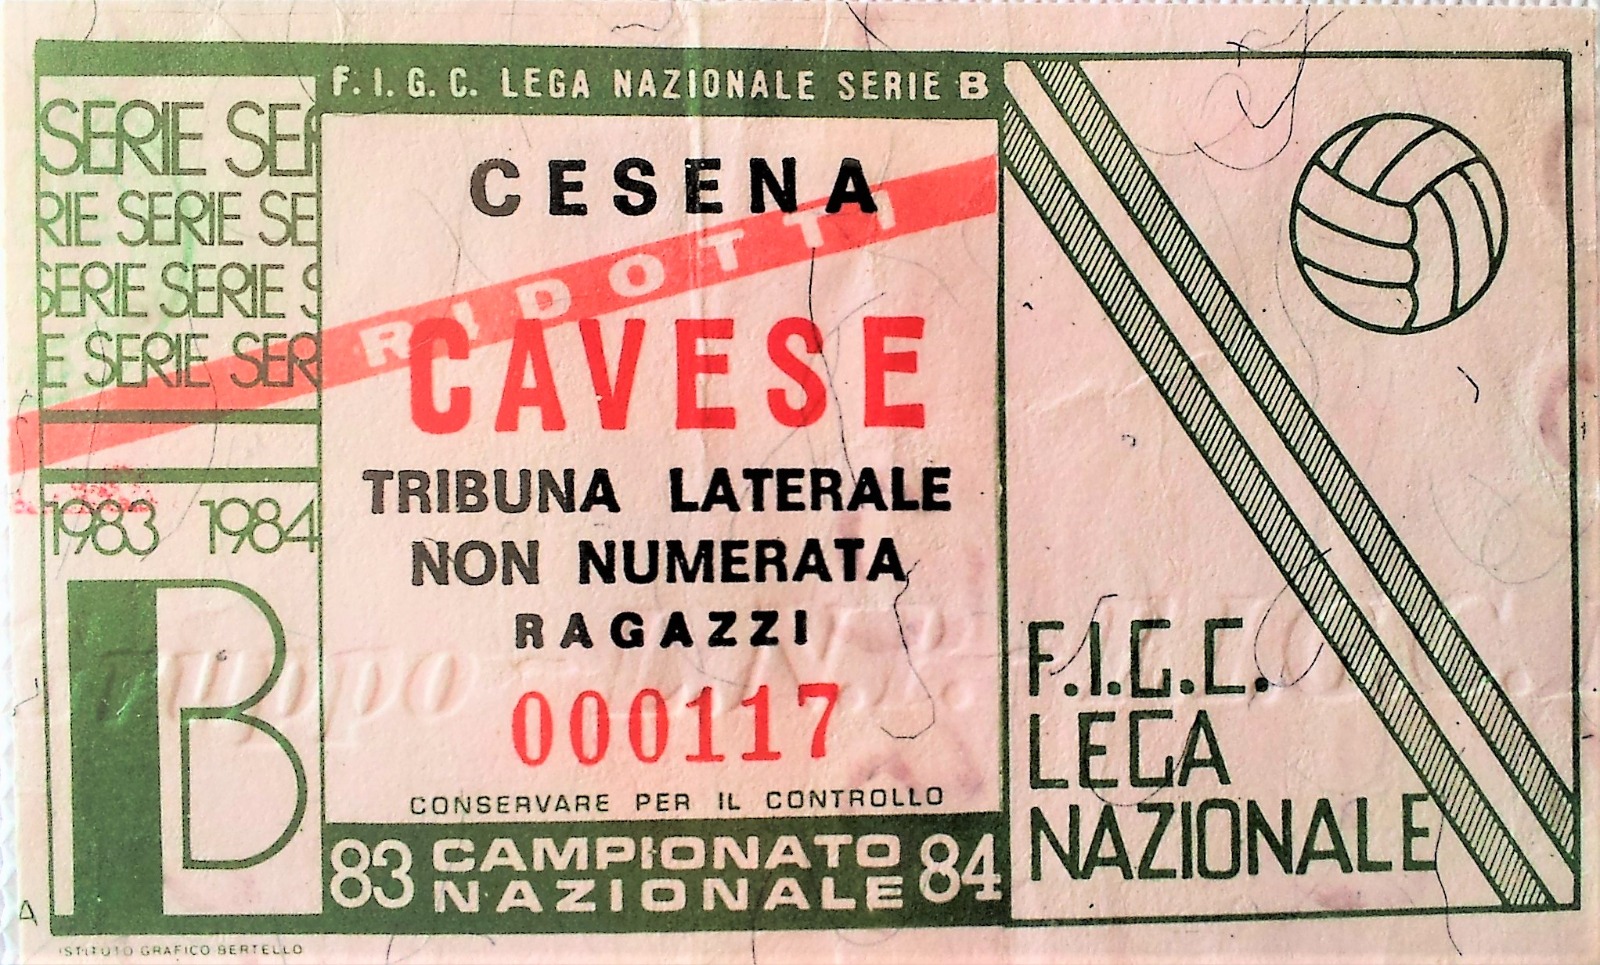 F.I.G.C. LEGA NAZIONALE SERIE B
SERIE SER
RIE SERIE SE
SERIE SERIE S
E SERIE SER
1983 1984
B
CESENA
RIDOTTI
CAVESE
TRIBUNA LATERALE
NON NUMERATA
RAGAZZI
000117
CONSERVARE PER IL CONTROLLO
83 CAMPIONATO NAZIONALE 84
F.I.G.C.
LEGA
NAZIONALE
ISTITUTO GRAFICO BERTELLO